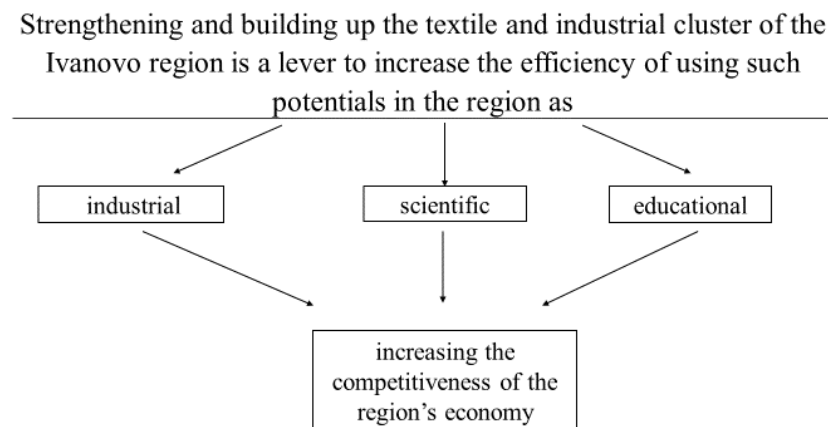 Strengthening and building up the textile and industrial cluster of the
Ivanovo region is a lever to increase the efficiency of using such
potentials in the region as
industrial
scientific
educational
increasing the
competitiveness of the
region's economy